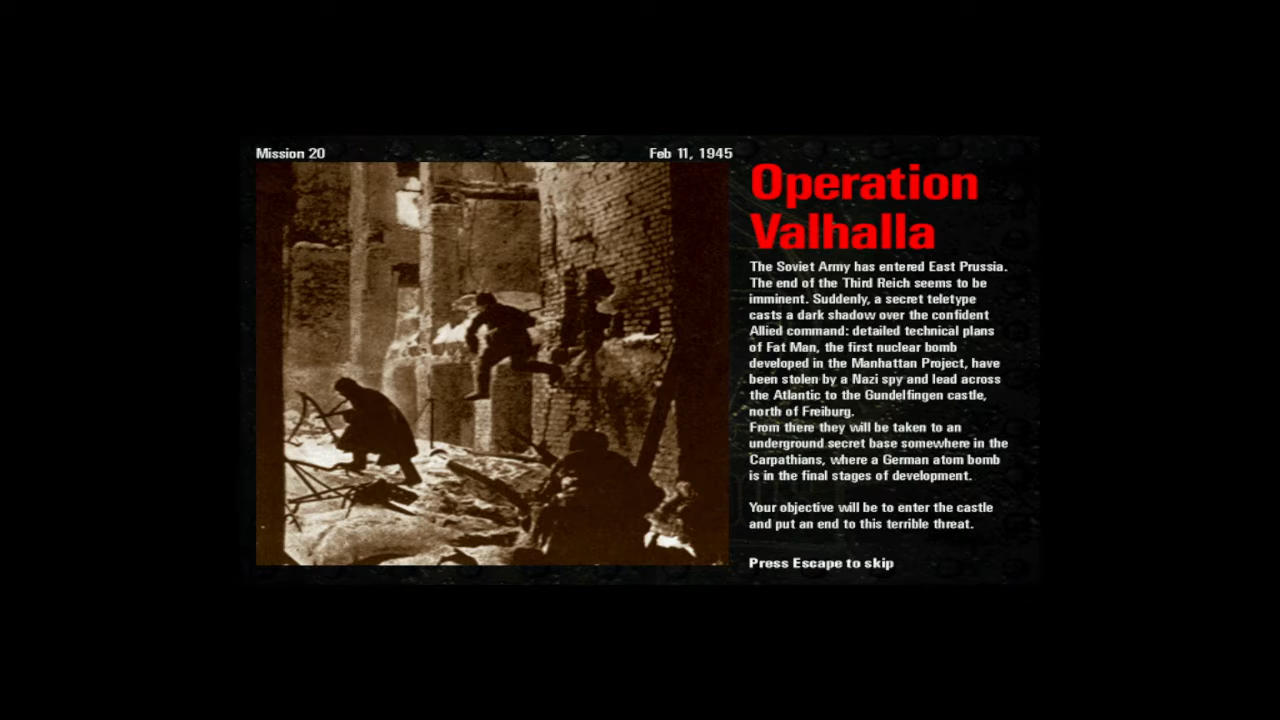 Mission 20
Feb 11, 1945
Operation
Valhalla
The Soviet Army has entered East Prussia.
The end of the Third Reich seems to be
imminent. Suddenly, a secret teletype
casts a dark shadow over the confident
Allied command: detailed technical plans
of Fat Man, the first nuclear bomb
developed in the Manhattan Project, have
been stolen by a Nazi spy and lead across
the Atlantic to the Gundelfingen castle,
north of Freiburg.
From there they will be taken to an
underground secret base somewhere in the
Carpathians, where a German atom bomb
is in the final stages of development.
Your objective will be to enter the castle
and put an end to this terrible threat.
Press Escape to skip